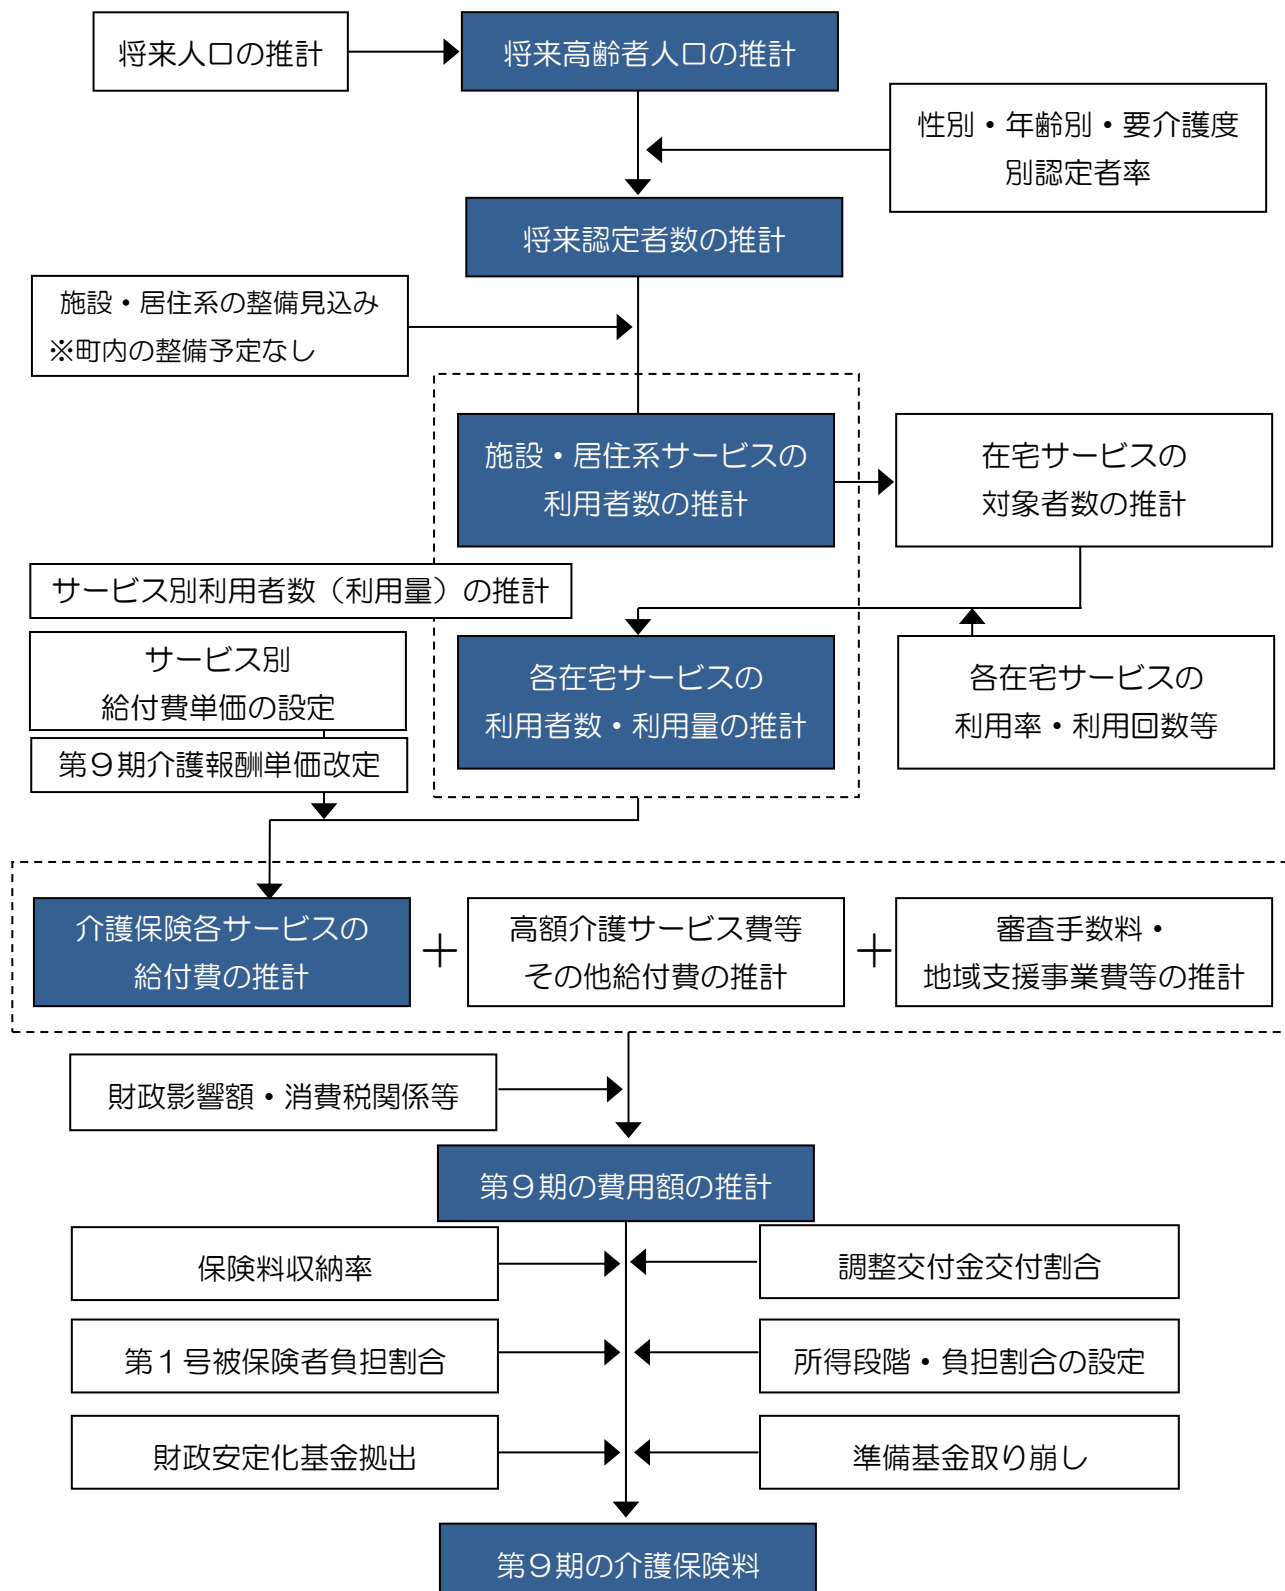 将来人口の推計
将来高齢者人口の推計
性別・年齢別・要介護度
別認定者率
将来認定者数の推計
施設・居住系の整備見込み
※町内の整備予定なし
施設・居住系サービスの
利用者数の推計
在宅サービスの
対象者数の推計
サービス別利用者数（利用量）の推計
サービス別
給付費単価の設定
第９期介護報酬単価改定
各在宅サービスの
利用者数・利用量の推計
各在宅サービスの
利用率・利用回数等
介護保険各サービスの
給付費の推計
＋
高額介護サービス費等
その他給付費の推計
＋
審査手数料・
地域支援事業費等の推計
財政影響額・消費税関係等
第９期の費用額の推計
保険料収納率
調整交付金交付割合
第１号被保険者負担割合
所得段階・負担割合の設定
財政安定化基金拠出
準備基金取り崩し
第９期の介護保険料